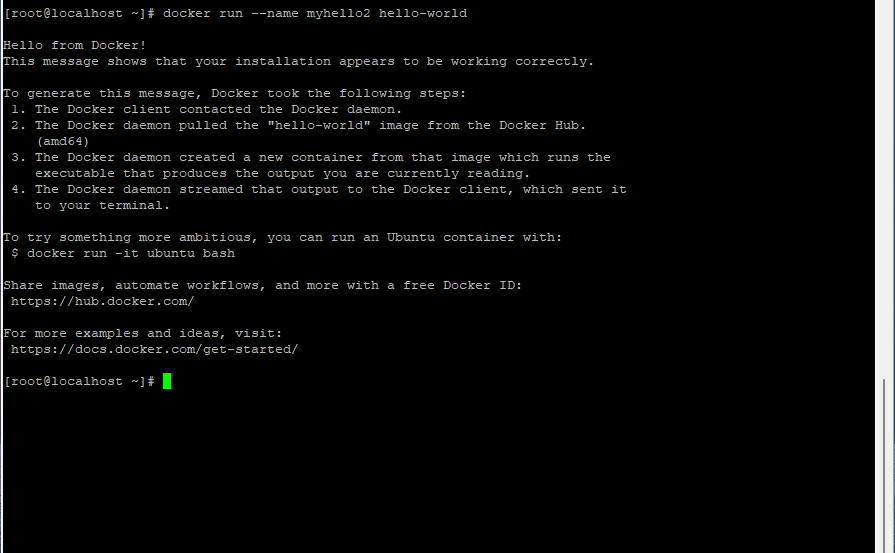 [root@localhost ~]# docker run --name myhello2 hello-world
Hello from Docker!
This message shows that your installation appears to be working correctly.
To generate this message, Docker took the following steps:
1. The Docker client contacted the Docker daemon.
2. The Docker daemon pulled the "hello-world" image from the Docker Hub.
(amd64)
3. The Docker daemon created a new container from that image which runs the
executable that produces the output you are currently reading.
4. The Docker daemon streamed that output to the Docker client, which sent it
to your terminal.
To try something more ambitious, you can run an Ubuntu container with:
$ docker run -it ubuntu bash
Share images, automate workflows, and more with a free Docker ID:
https://hub.docker.com/
For more examples and ideas, visit:
https://docs.docker.com/get-started/
[root@localhost ~]#